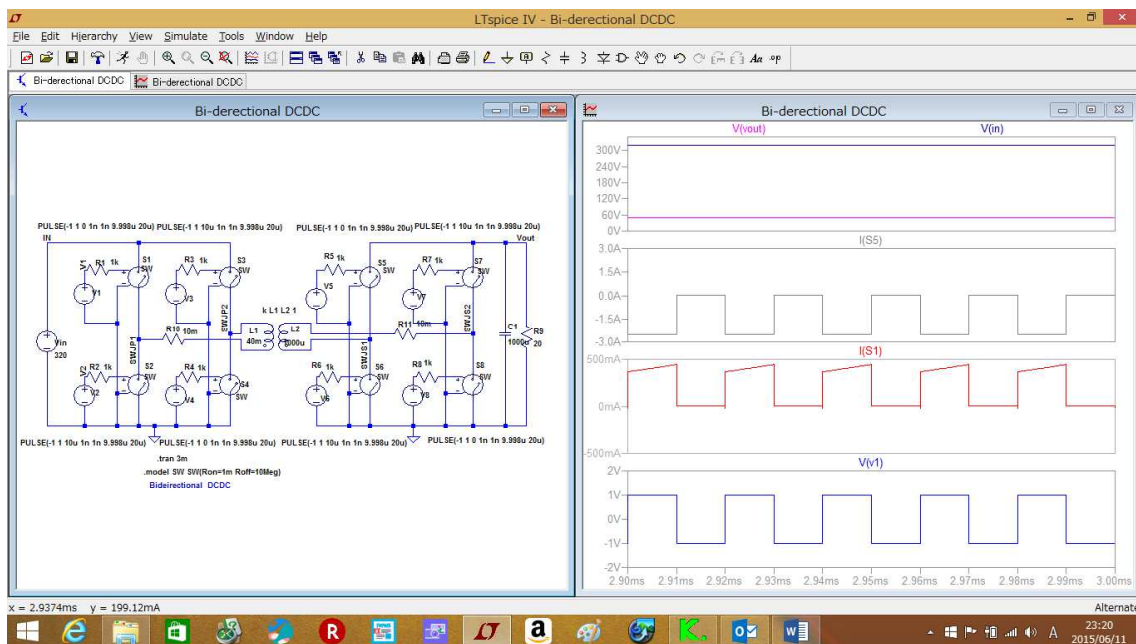 LTspice IV - Bi-derectional DCDC
File Edit Hierarchy View Simulate Tools Window Help
Aa .op
Bi-derectional DCDC Bi-derectional DCDC
Bi-derectional DCDC
PULSE(-1 1 0 1n 1n 9.998u 20u) PULSE(-1 1 10u 1n 1n 9.998u 20u) PULSE(-1 1 0 1n 1n 9.998u 20u) PULSE(-1 1 10u 1n 1n 9.998u 20u)
IN Vout
V1 R1 1k S1 SW R3 1k S3 SW R5 1k S5 SW R7 1k S7 SW
V1 V3 V5 V7
SWJP2 SWJS2
k L1 L2 1
Vin 320 SWJP1 R10 10m L1 40m L2 SWJS1 R11 10m C1 R9 20
V2 R2 1k S2 SW R4 1k S4 SW R6 1k S6 SW R8 1k S8 SW
V2 V4 V6 V8
PULSE(-1 1 10u 1n 1n 9.998u 20u) PULSE(-1 1 0 1n 1n 9.998u 20u) PULSE(-1 1 10u 1n 1n 9.998u 20u) PULSE(-1 1 0 1n 1n 9.998u 20u)
.tran 3m
.model SW SW(Ron=1m Roff=10Meg)
Bideirectional DCDC
Bi-derectional DCDC
V(vout) V(in)
300V
240V
180V
120V
60V
0V
I(S5)
3.0A
1.5A
0.0A
-1.5A
-3.0A
I(S1)
500mA
0mA
-500mA
V(v1)
2V
1V
0V
-1V
-2V
2.90ms 2.91ms 2.92ms 2.93ms 2.94ms 2.95ms 2.96ms 2.97ms 2.98ms 2.99ms 3.00ms
x = 2.9374ms y = 199.12mA Alternate
R a K. A 23:20
2015/06/11